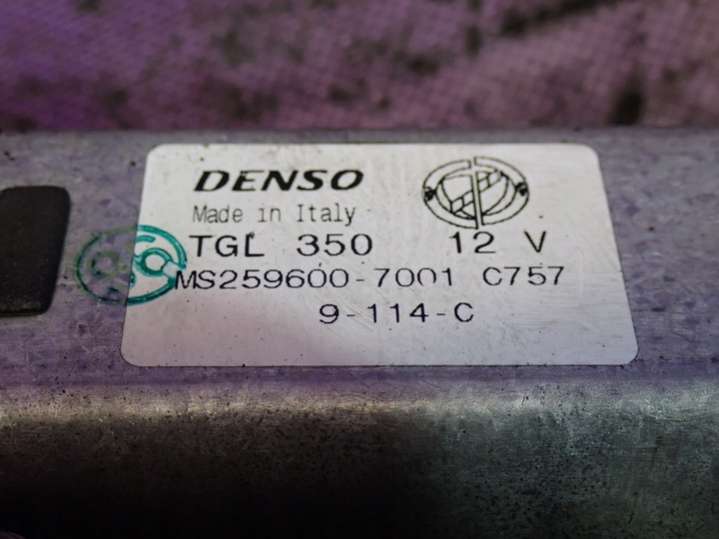 DENSO
Made in Italy
TGL 350 12 V
MS259600-7001 C757
9-114-C